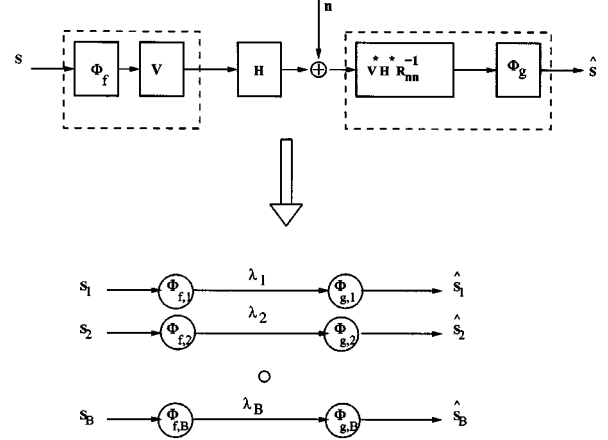 n
s Φf V H + V* H* Rnn^-1 Φg ŝ
s1 Φf,1 λ1 Φg,1 ŝ1
s2 Φf,2 λ2 Φg,2 ŝ2
sB Φf,B λB Φg,B ŝB